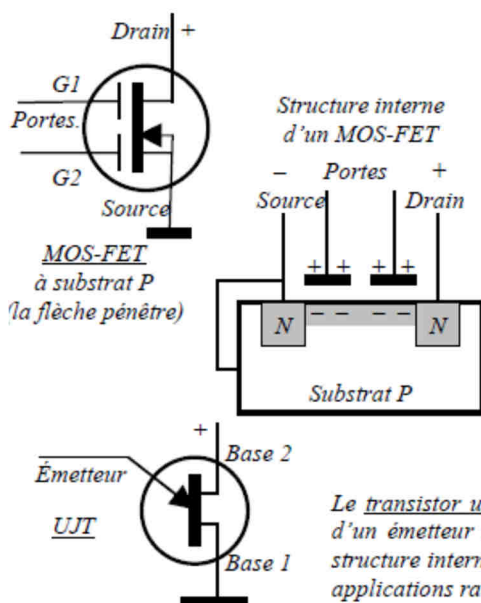 Drain +
G1
Portes.
G2
Source
MOS-FET
à substrat P
(la flèche pénêtre)
Structure interne
d'un MOS-FET
– Portes +
Source Drain
+ + + +
N – – – – N
Substrat P
+
Base 2
Émetteur
UJT
Base 1
Le transistor u
d'un émetteur
structure intern
applications ra